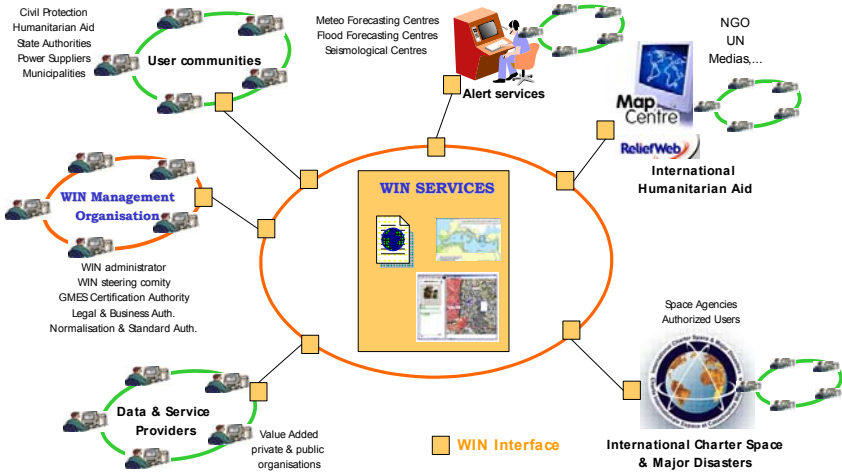 Civil Protection
Humanitarian Aid
State Authorities
Power Suppliers
Municipalities
User communities
Meteo Forecasting Centres
Flood Forecasting Centres
Seismological Centres
Alert services
NGO
UN
Medias,...
Map
Centre
ReliefWeb
International
Humanitarian Aid
WIN SERVICES
WIN Management
Organisation
WIN administrator
WIN steering comity
GMES Certification Authority
Legal & Business Auth.
Normalisation & Standard Auth.
Space Agencies
Authorized Users
International Charter Space
& Major Disasters
Data & Service
Providers
Value Added
private & public
organisations
WIN Interface